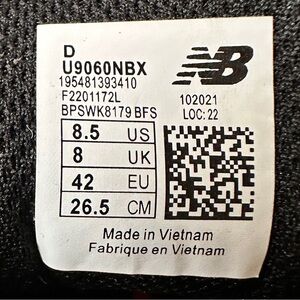 D
U9060NBX
195481393410
F2201172L
BPSWK8179 BFS
NB
102021
LOC: 22
8.5 US
8 UK
42 EU
26.5 CM
Made in Vietnam
Fabrique en Vietnam